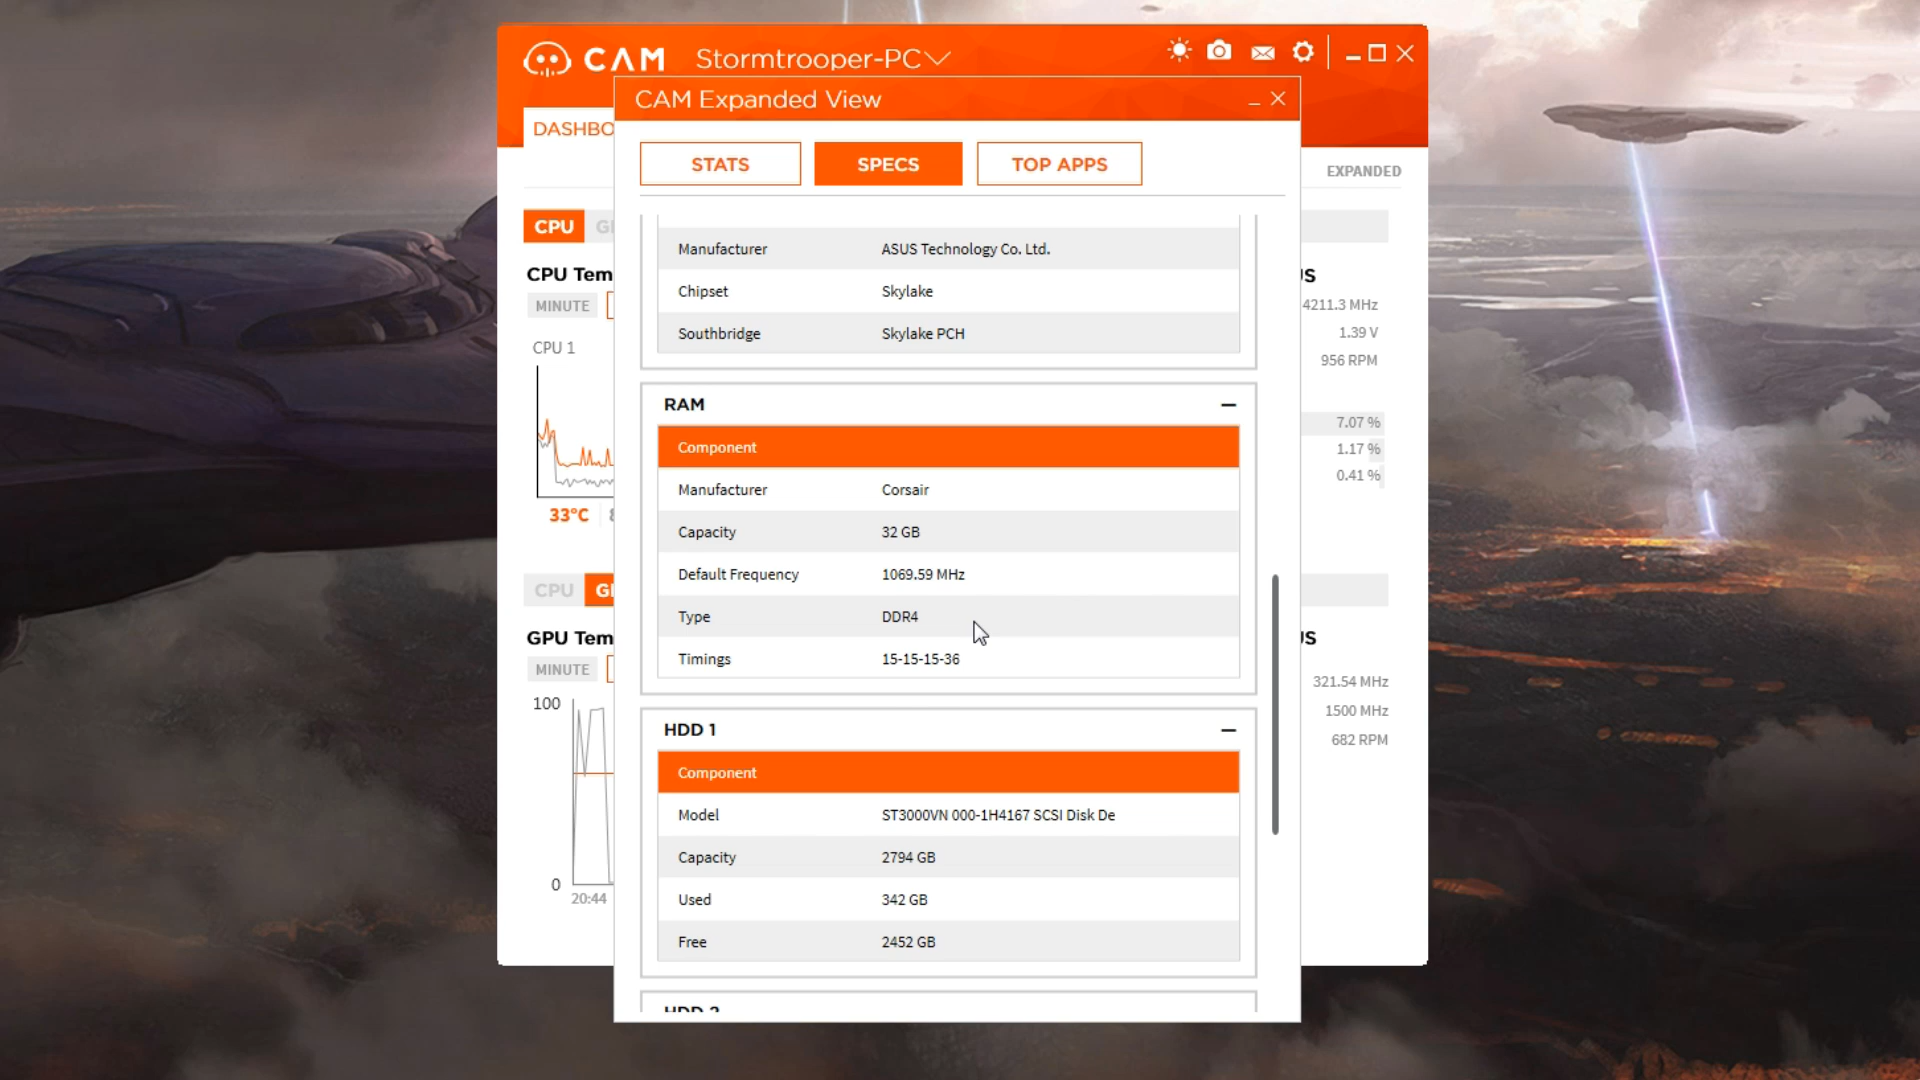 CAM Stormtrooper-PC
CAM Expanded View
DASHBO
STATS SPECS TOP APPS
EXPANDED
CPU
Manufacturer ASUS Technology Co. Ltd.
Chipset Skylake
Southbridge Skylake PCH
CPU Tem
MINUTE
4211.3 MHz
1.39 V
956 RPM
CPU 1
RAM
Component
Manufacturer Corsair
Capacity 32 GB
Default Frequency 1069.59 MHz
Type DDR4
Timings 15-15-15-36
7.07 %
1.17 %
0.41 %
33°C
CPU
GPU Tem
MINUTE
100
0
20:44
321.54 MHz
1500 MHz
682 RPM
HDD 1
Component
Model ST3000VN 000-1H4167 SCSI Disk De
Capacity 2794 GB
Used 342 GB
Free 2452 GB